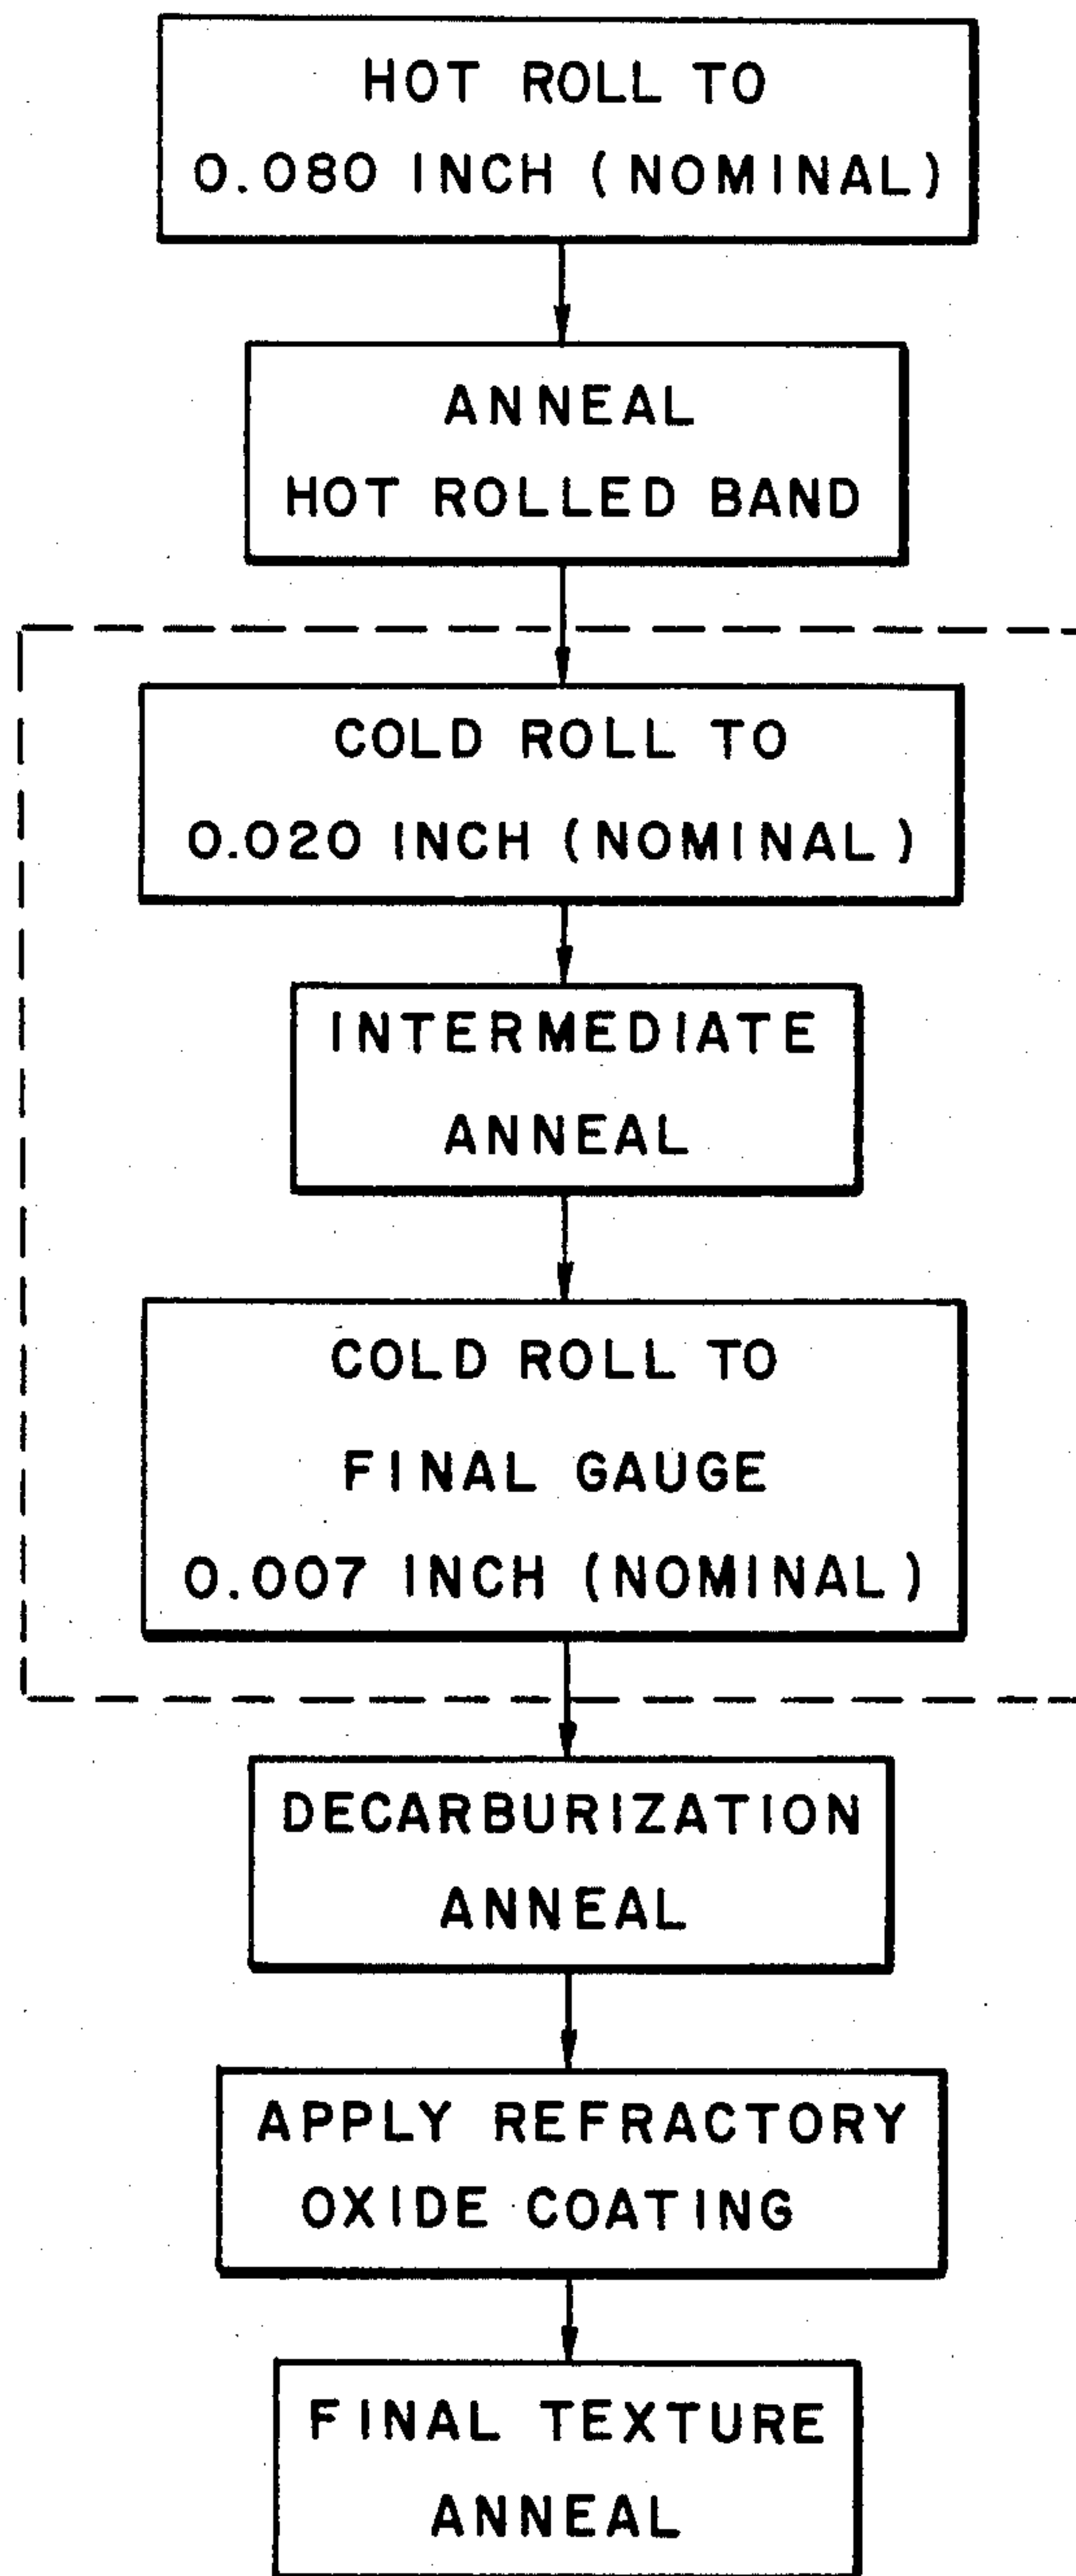 HOT ROLL TO
0.080 INCH (NOMINAL)
ANNEAL
HOT ROLLED BAND
COLD ROLL TO
0.020 INCH (NOMINAL)
INTERMEDIATE
ANNEAL
COLD ROLL TO
FINAL GAUGE
0.007 INCH (NOMINAL)
DECARBURIZATION
ANNEAL
APPLY REFRACTORY
OXIDE COATING
FINAL TEXTURE
ANNEAL